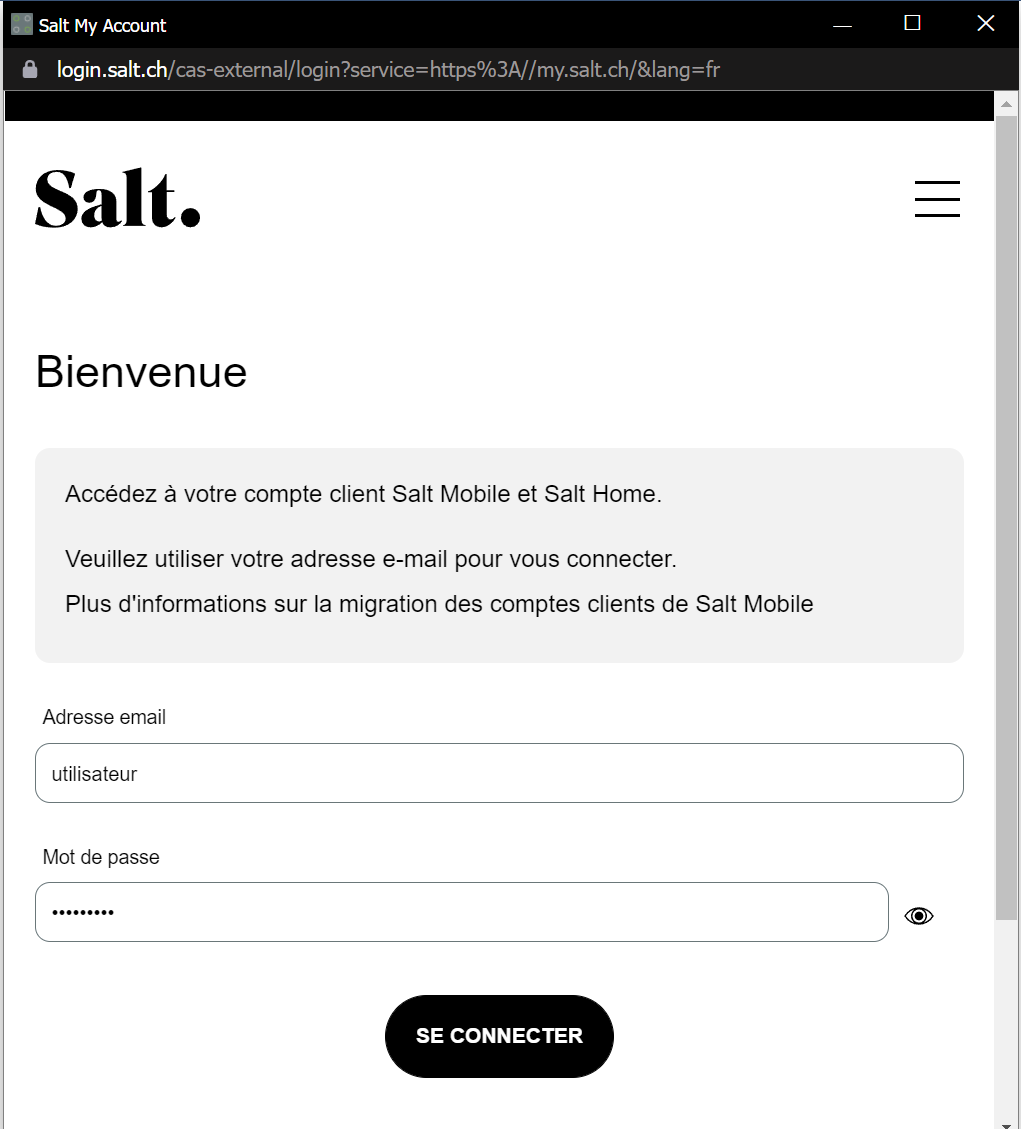 Salt My Account
login.salt.ch/cas-external/login?service=https%3A//my.salt.ch/&lang=fr
Salt.
Bienvenue
Accédez à votre compte client Salt Mobile et Salt Home.
Veuillez utiliser votre adresse e-mail pour vous connecter.
Plus d'informations sur la migration des comptes clients de Salt Mobile
Adresse email
utilisateur
Mot de passe
•••••••••
SE CONNECTER